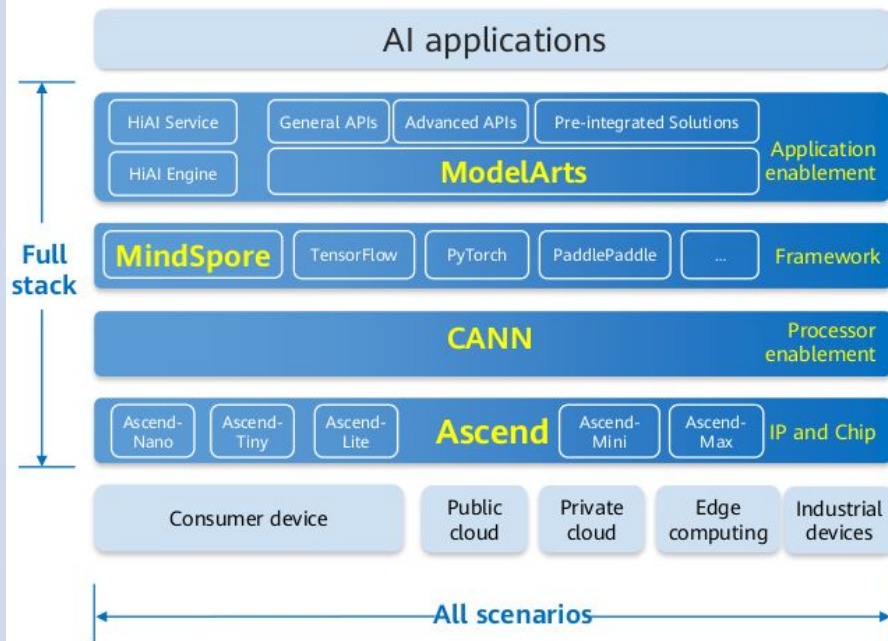 AI applications
HiAI Service
General APIs
Advanced APIs
Pre-integrated Solutions
HiAI Engine
ModelArts
Application
enablement
Full
stack
MindSpore
TensorFlow
PyTorch
PaddlePaddle
...
Framework
CANN
Processor
enablement
Ascend-
Nano
Ascend-
Tiny
Ascend-
Lite
Ascend
Ascend-
Mini
Ascend-
Max
IP and Chip
Consumer device
Public
cloud
Private
cloud
Edge
computing
Industrial
devices
All scenarios